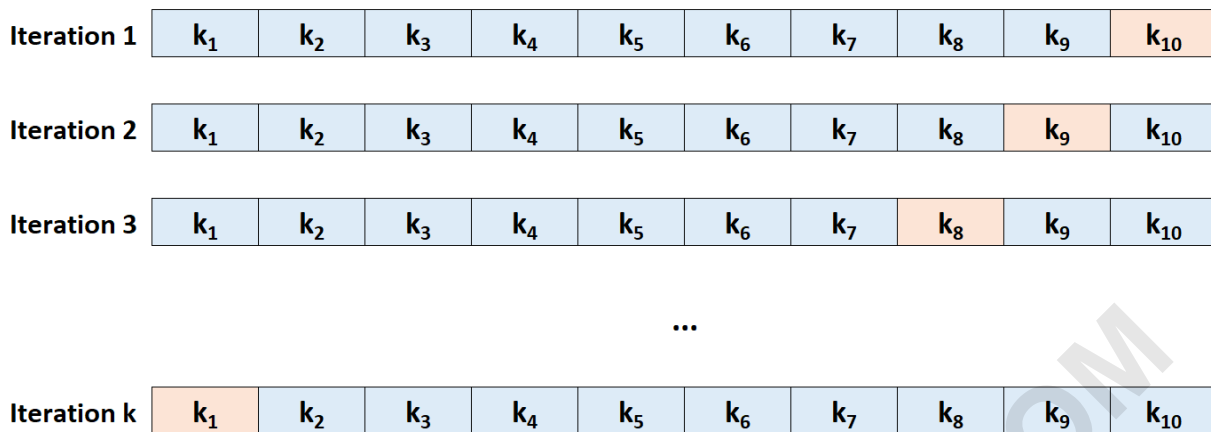 Iteration 1 k₁ k₂ k₃ k₄ k₅ k₆ k₇ k₈ k₉ k₁₀
Iteration 2 k₁ k₂ k₃ k₄ k₅ k₆ k₇ k₈ k₉ k₁₀
Iteration 3 k₁ k₂ k₃ k₄ k₅ k₆ k₇ k₈ k₉ k₁₀
...
OM
Iteration k k₁ k₂ k₃ k₄ k₅ k₆ k₇ k₈ k₉ k₁₀